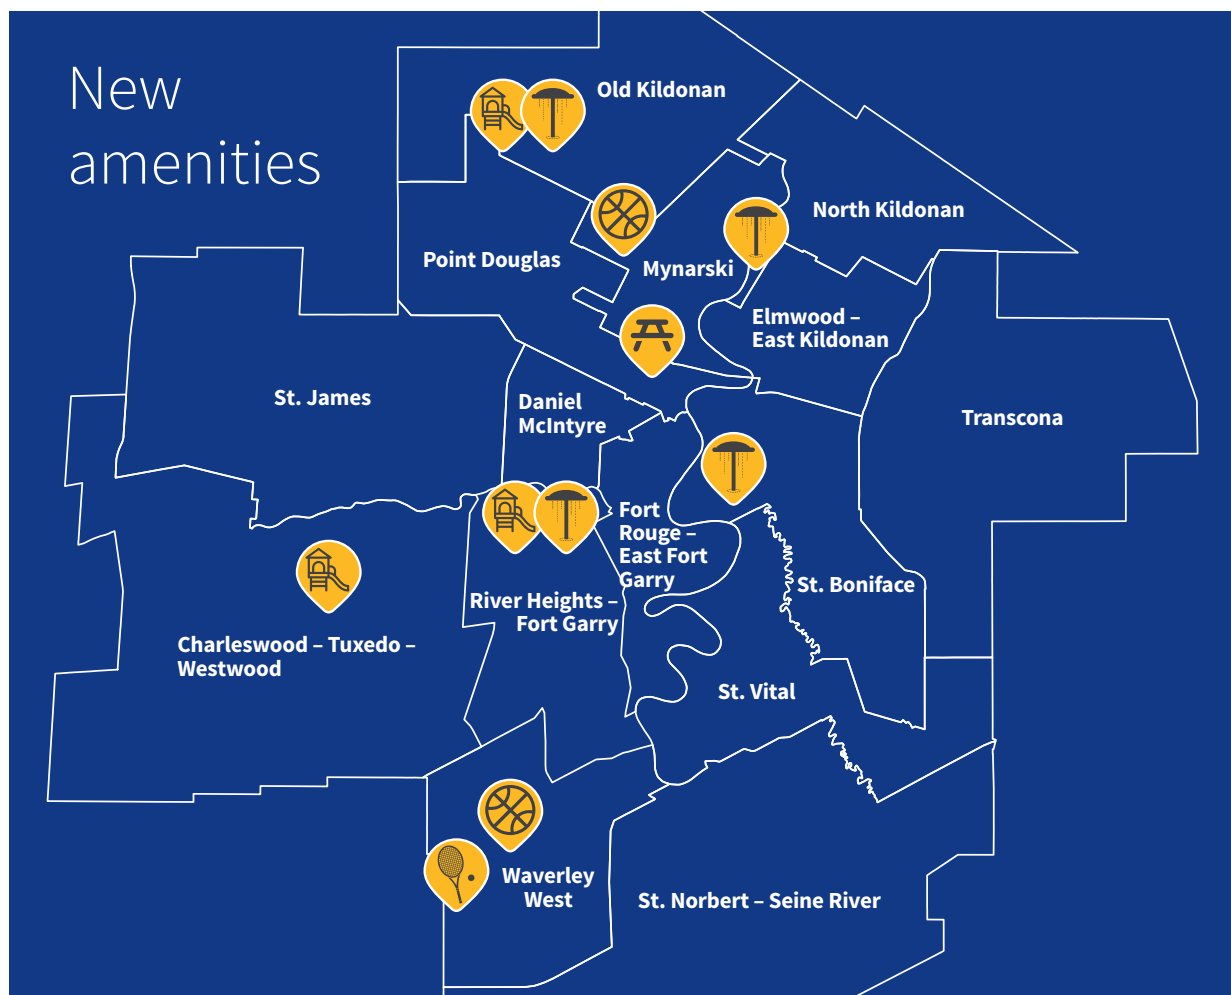 New
amenities
Old Kildonan
North Kildonan
Point Douglas
Mynarski
Elmwood –
East Kildonan
St. James
Daniel
McIntyre
Transcona
Fort
Rouge –
East Fort
Garry
St. Boniface
River Heights –
Fort Garry
Charleswood – Tuxedo –
Westwood
St. Vital
Waverley
West
St. Norbert – Seine River